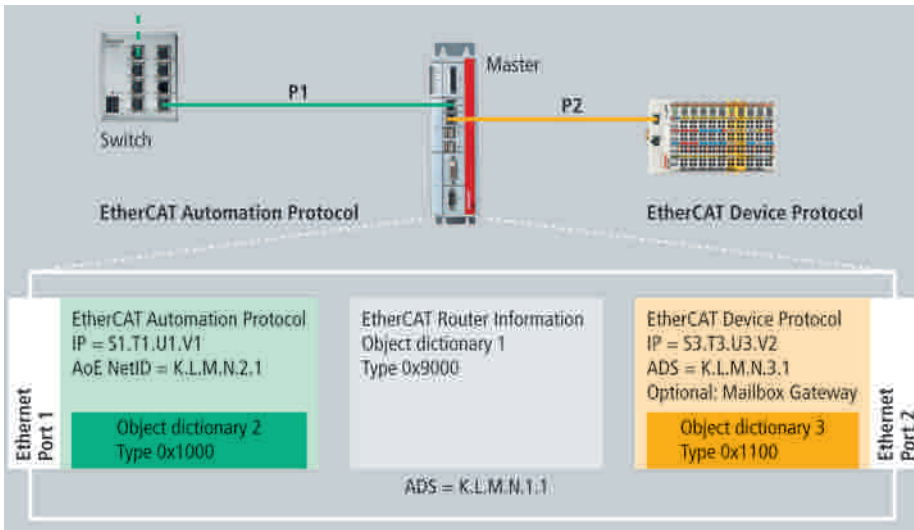 Master
P1
P2
Switch
EtherCAT Automation Protocol
EtherCAT Device Protocol
Ethernet
Port 1
EtherCAT Automation Protocol
IP = S1.T1.U1.V1
AoE NetID = K.L.M.N.2.1
Object dictionary 2
Type 0x1000
EtherCAT Router Information
Object dictionary 1
Type 0x9000
EtherCAT Device Protocol
IP = S3.T3.U3.V2
ADS = K.L.M.N.3.1
Optional: Mailbox Gateway
Object dictionary 3
Type 0x1100
Ethernet
Port 2
ADS = K.L.M.N.1.1